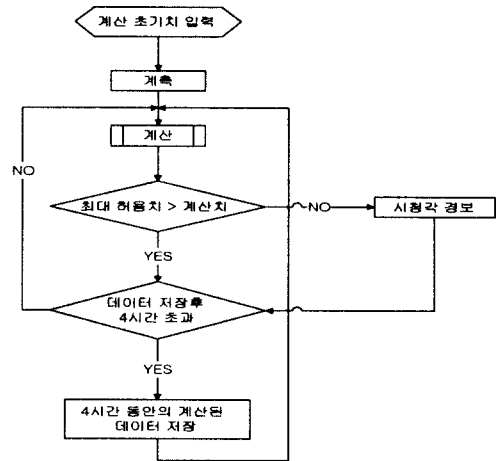 계산 초기치 입력
계측
계산
NO
최대 허용치 > 계산치
NO
시청각 경보
YES
데이터 저장후
4시간 초과
YES
4시간 동안의 계산된
데이터 저장